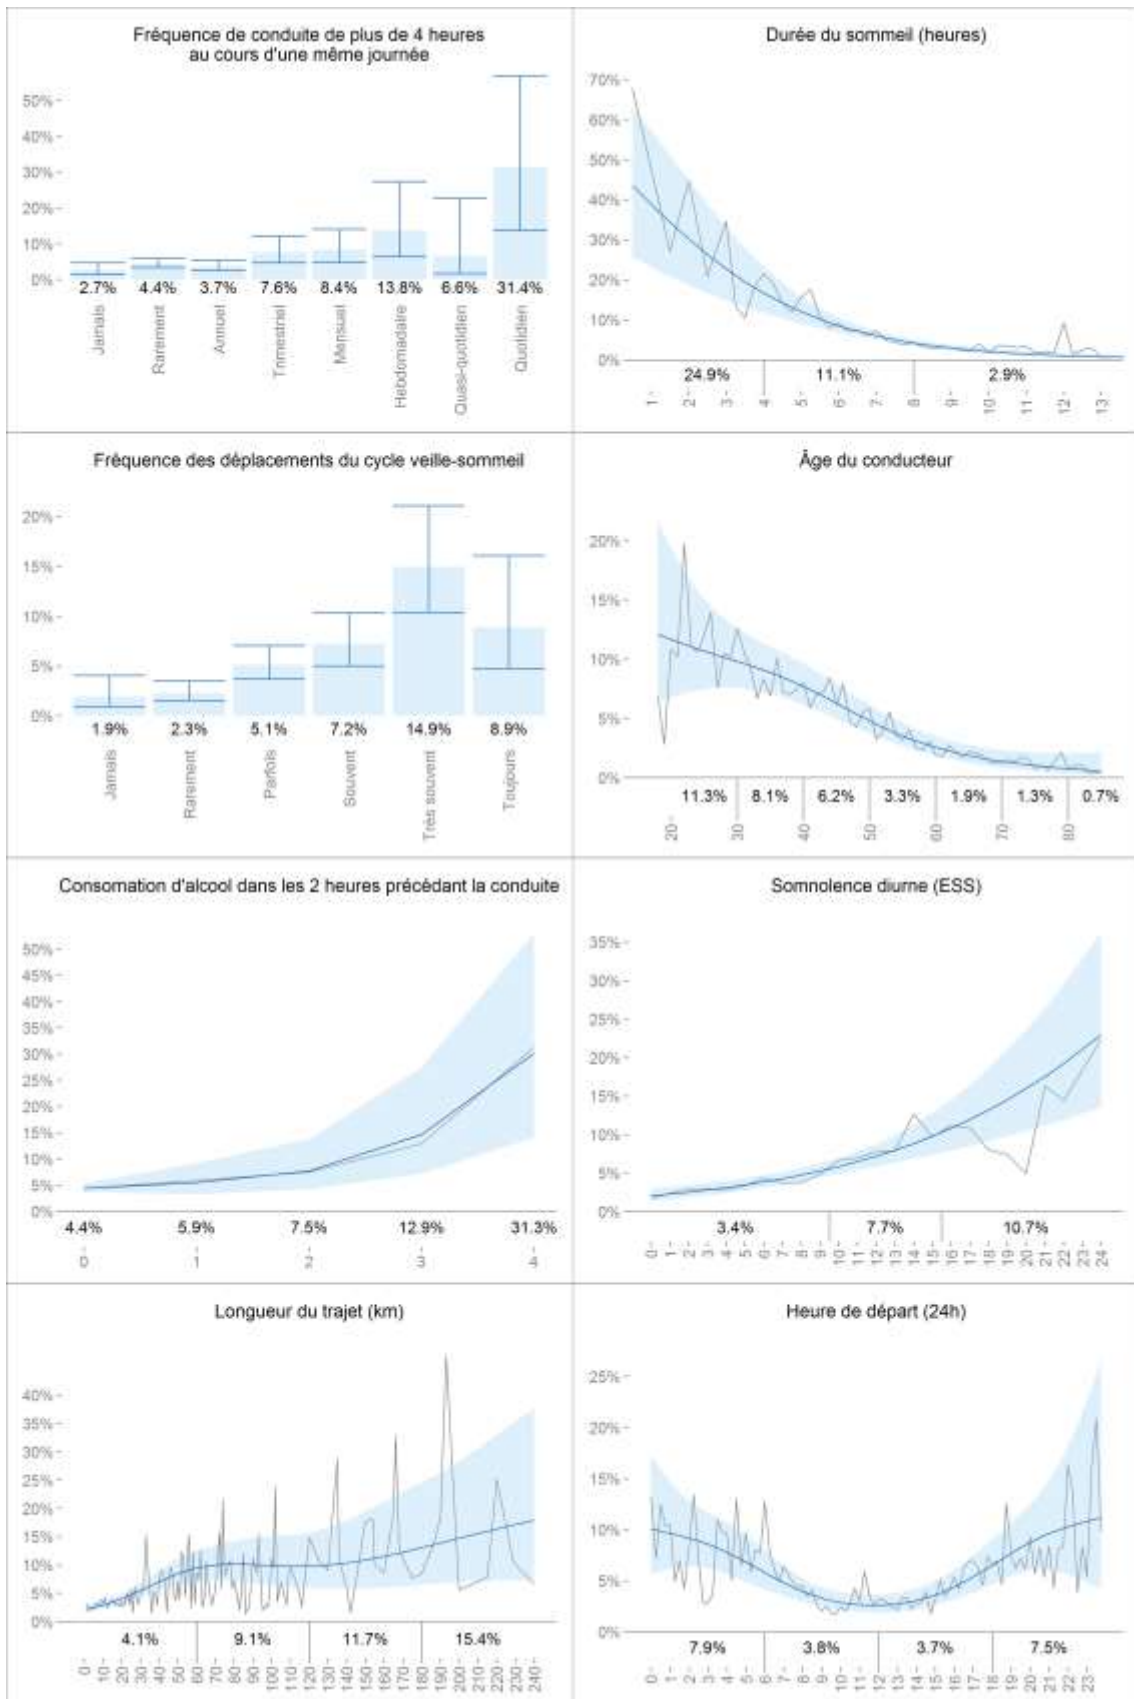 Fréquence de conduite de plus de 4 heures
au cours d'une même journée
50%
40%
30%
20%
10%
0%
2.7% 4.4% 3.7% 7.6% 8.4% 13.8% 6.6% 31.4%
Jamais Rarement Annuel Trimestriel Mensuel Hebdomadaire Quasi-quotidien Quotidien
Durée du sommeil (heures)
70%
60%
50%
40%
30%
20%
10%
0%
24.9% 11.1% 2.9%
1 2 3 4 5 6 7 8 9 10 11 12 13
Fréquence des déplacements du cycle veille-sommeil
20%
15%
10%
5%
0%
1.9% 2.3% 5.1% 7.2% 14.9% 8.9%
Jamais Rarement Parfois Souvent Très souvent Toujours
Âge du conducteur
20%
15%
10%
5%
0%
11.3% 8.1% 6.2% 3.3% 1.9% 1.3% 0.7%
20 30 40 50 60 70 80
Consomation d'alcool dans les 2 heures précédant la conduite
50%
45%
40%
35%
30%
25%
20%
15%
10%
5%
0%
4.4% 5.9% 7.5% 12.9% 31.3%
0 1 2 3 4
Somnolence diurne (ESS)
35%
25%
20%
15%
10%
5%
0%
3.4% 7.7% 10.7%
0 1 2 3 4 5 6 7 8 9 10 11 12 13 14 15 16 17 18 19 20 21 22 23 24
Longueur du trajet (km)
40%
35%
30%
25%
20%
15%
10%
5%
0%
4.1% 9.1% 11.7% 15.4%
0 10 20 30 40 50 60 70 80 90 100 110 120 130 140 150 160 170 180 190 200 210 220 230 240
Heure de départ (24h)
25%
20%
15%
10%
5%
0%
7.9% 3.8% 3.7% 7.5%
0 1 2 3 4 5 6 7 8 9 10 11 12 13 14 15 16 17 18 19 20 21 22 23